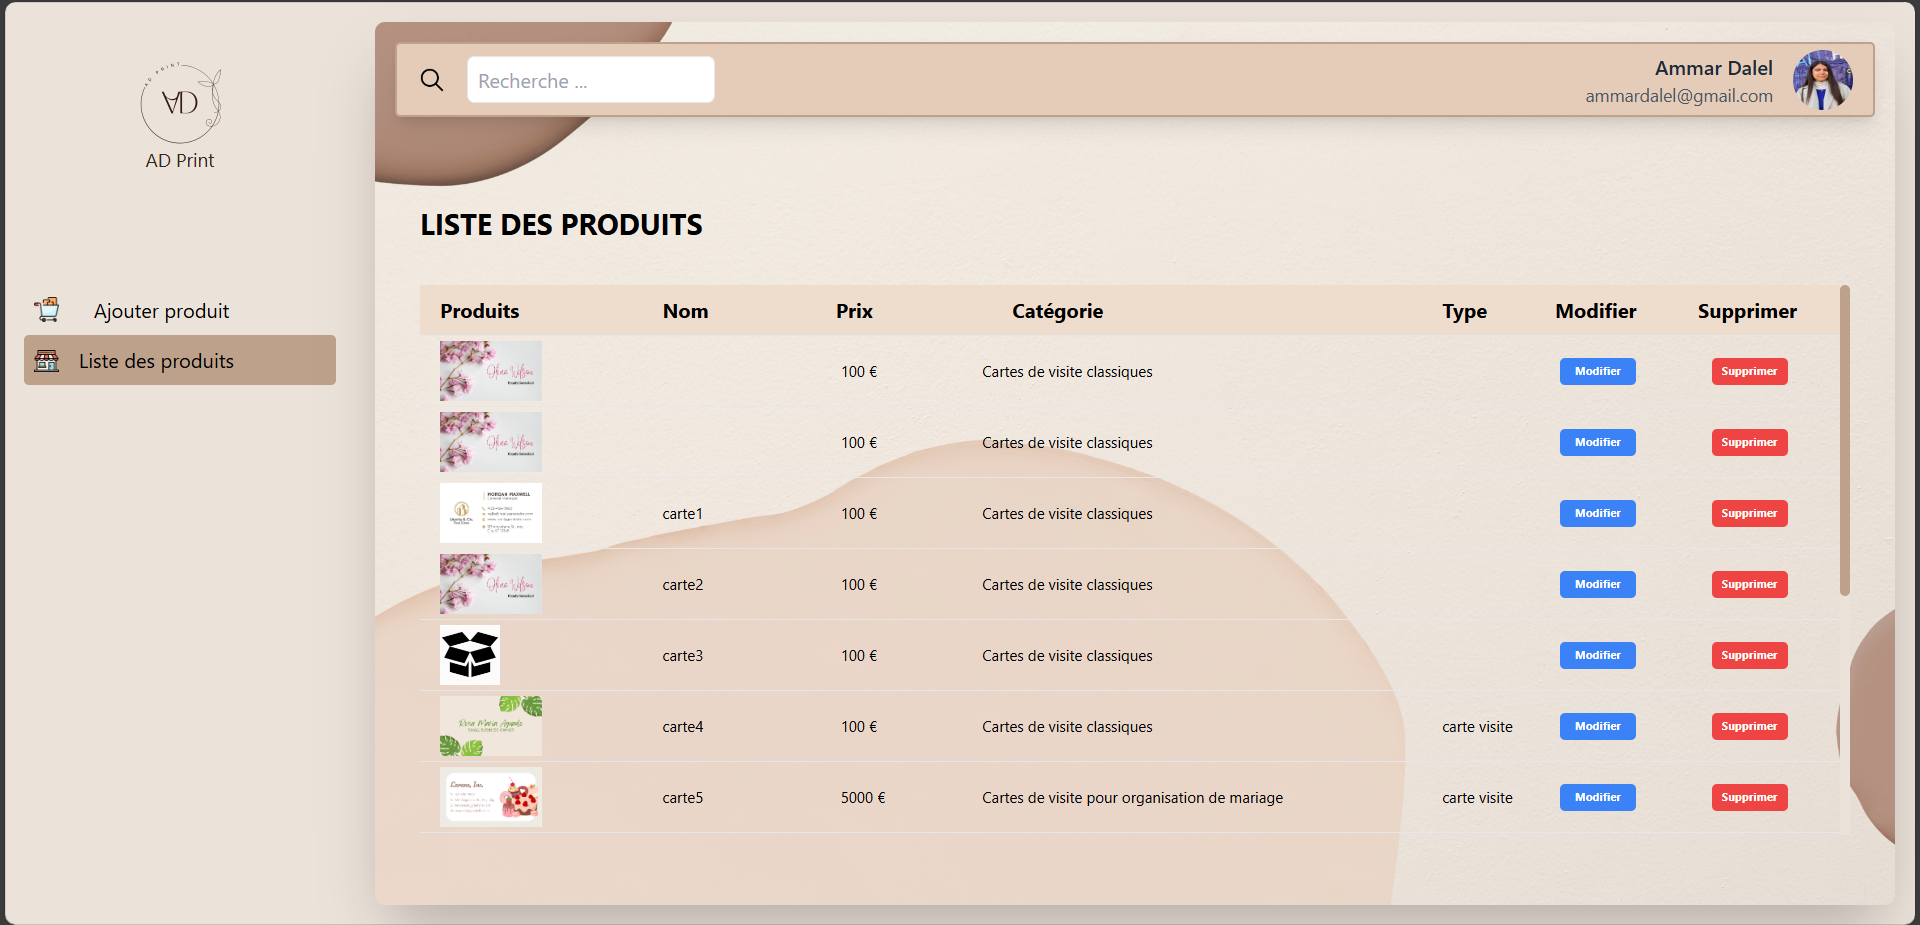 AD PRINT
AD
AD Print
Ajouter produit
Liste des produits
Recherche ...
Ammar Dalel
ammardalel@gmail.com
LISTE DES PRODUITS
Produits Nom Prix Catégorie Type Modifier Supprimer
100 € Cartes de visite classiques Modifier Supprimer
100 € Cartes de visite classiques Modifier Supprimer
MORGAN MAXWELL
carte1 100 € Cartes de visite classiques Modifier Supprimer
carte2 100 € Cartes de visite classiques Modifier Supprimer
carte3 100 € Cartes de visite classiques Modifier Supprimer
carte4 100 € Cartes de visite classiques carte visite Modifier Supprimer
carte5 5000 € Cartes de visite pour organisation de mariage carte visite Modifier Supprimer